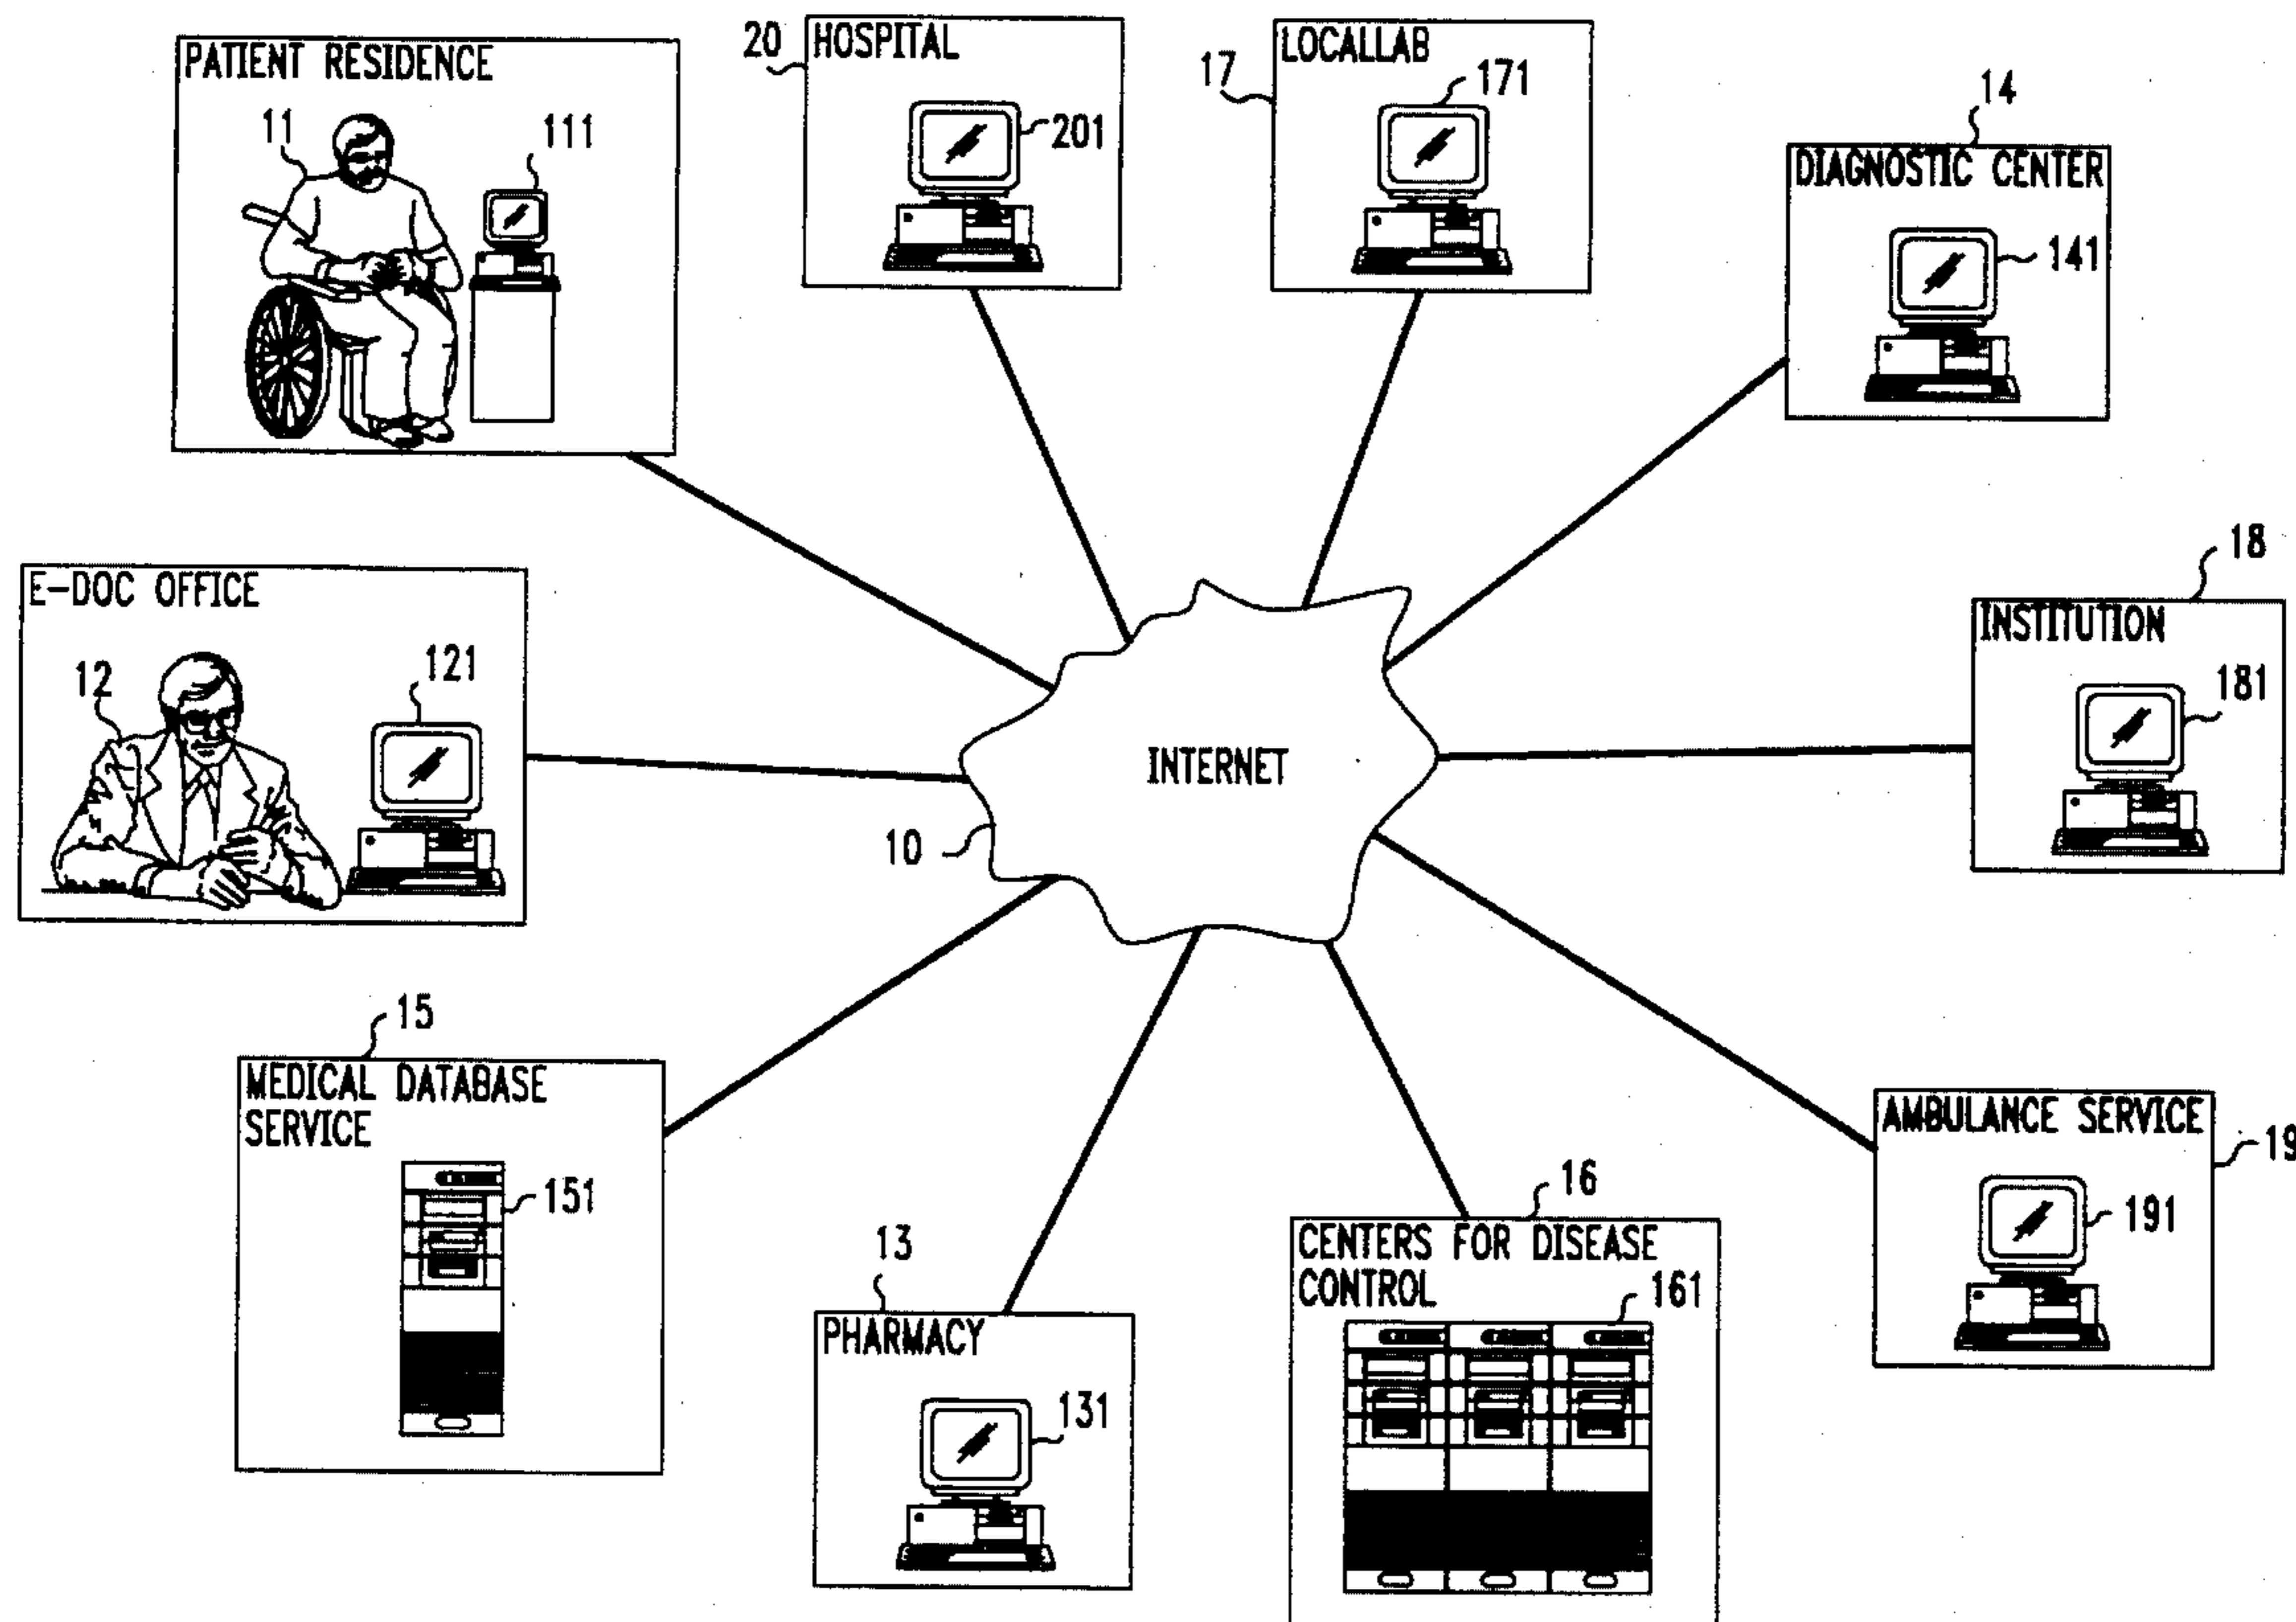 PATIENT RESIDENCE
11
111
20
HOSPITAL
201
17
LOCALLAB
171
14
DIAGNOSTIC CENTER
141
E-DOC OFFICE
12
121
INTERNET
10
18
INSTITUTION
181
15
MEDICAL DATABASE
SERVICE
151
13
PHARMACY
131
16
CENTERS FOR DISEASE
CONTROL
161
AMBULANCE SERVICE
19
191